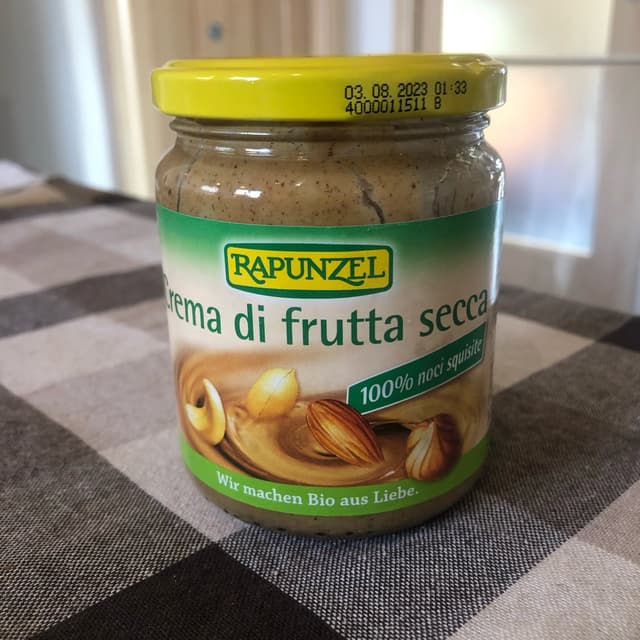 03. 08. 2023 01:33
4000011511 B
RAPUNZEL
Crema di frutta secca
100% noci squisite
Wir machen Bio aus Liebe.